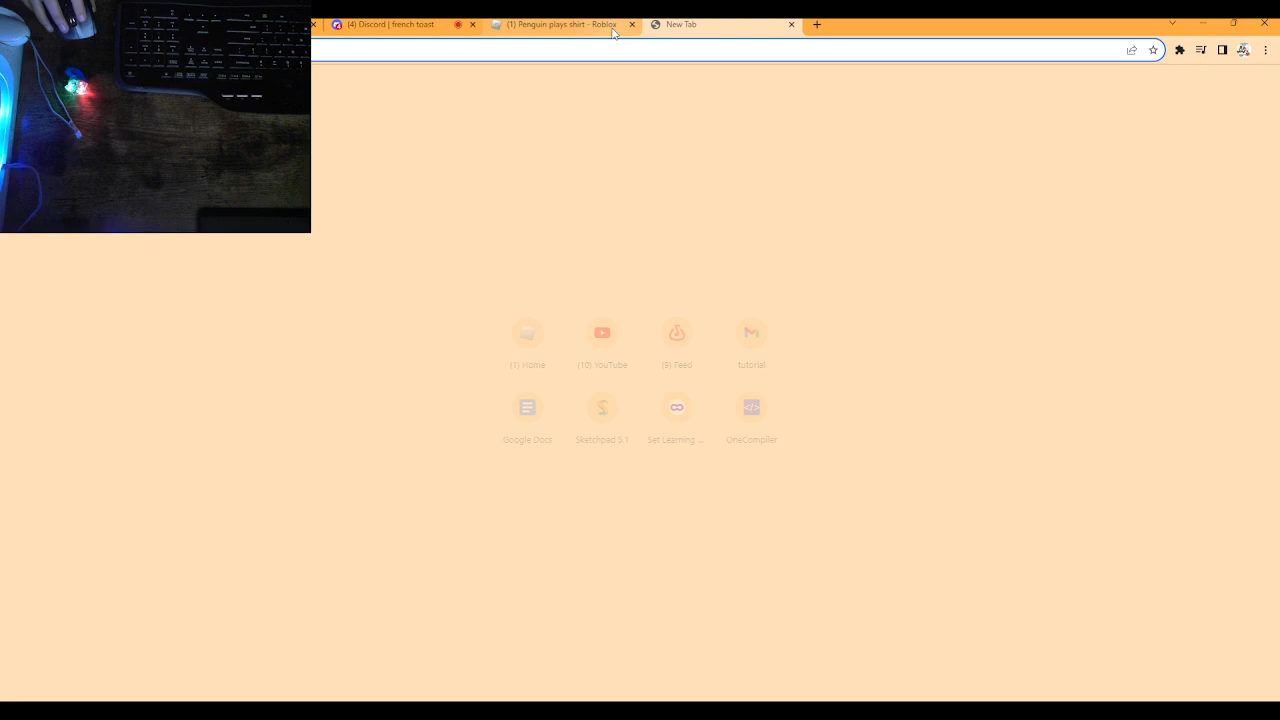 (4) Discord | french toast
(1) Penguin plays shirt - Roblox
New Tab
(1) Home
(10) YouTube
(9) Feed
tutorial
Google Docs
Sketchpad 5.1
Set Learning ...
OneCompiler